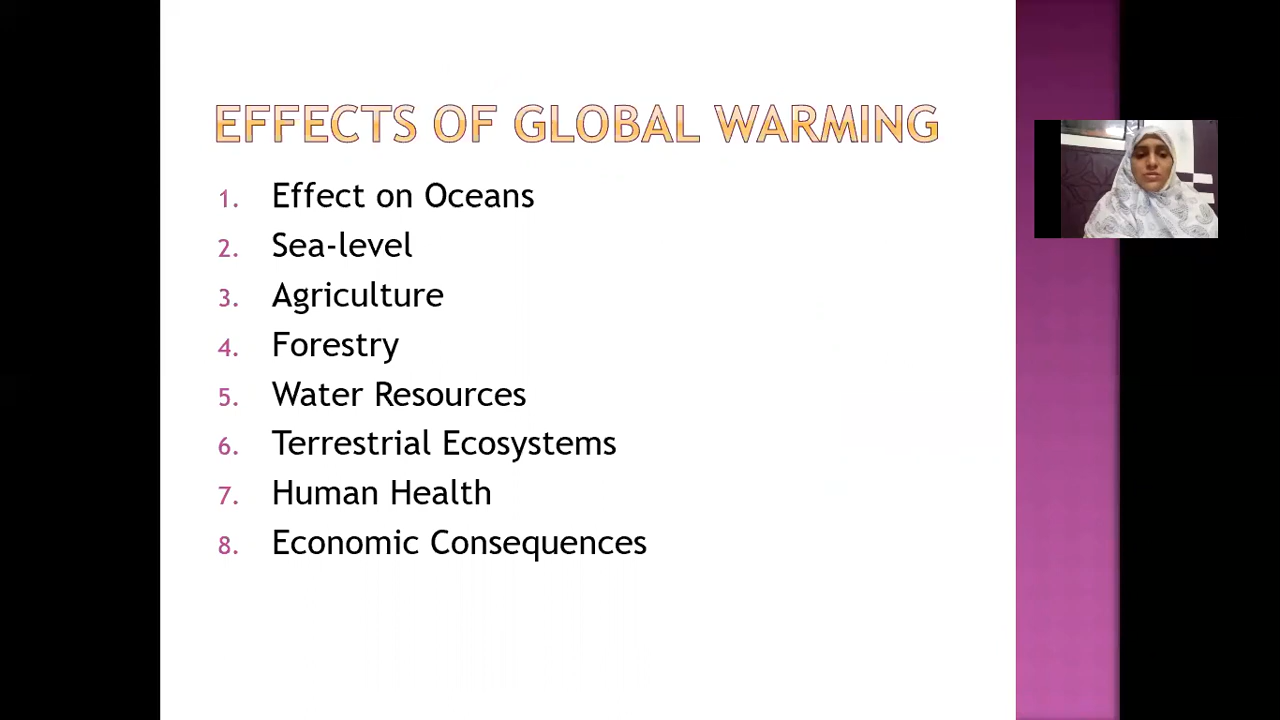 EFFECTS OF GLOBAL WARMING
1. Effect on Oceans
2. Sea-level
3. Agriculture
4. Forestry
5. Water Resources
6. Terrestrial Ecosystems
7. Human Health
8. Economic Consequences